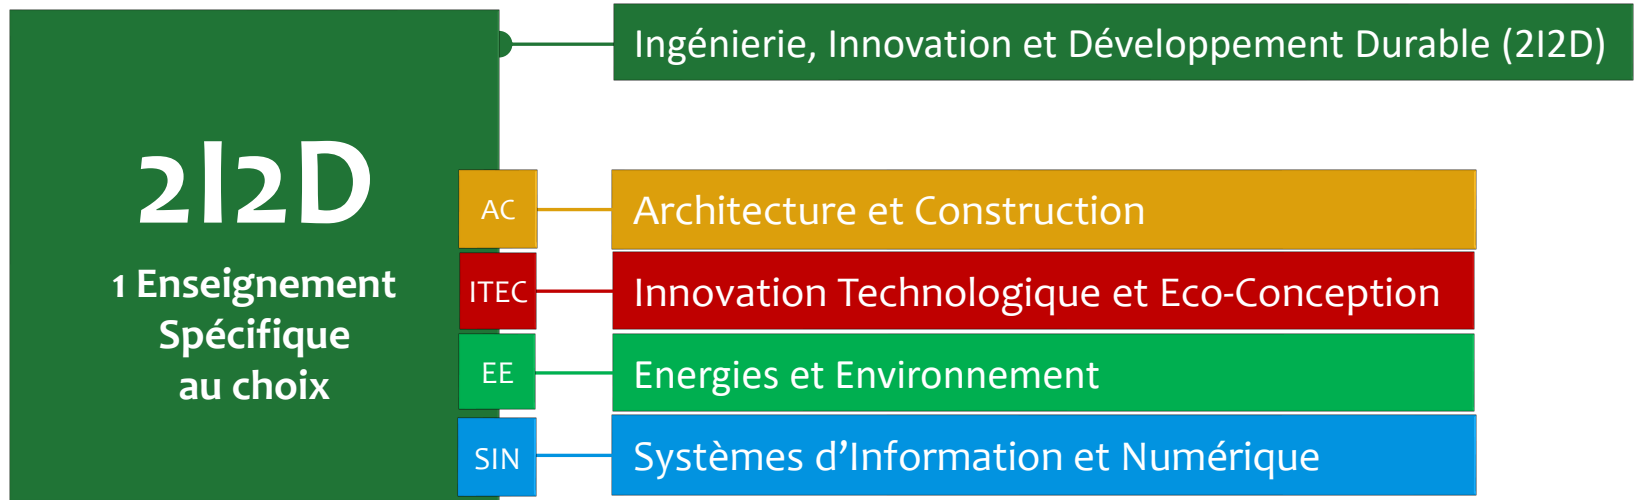 Ingénierie, Innovation et Développement Durable (2I2D)
2I2D
1 Enseignement
Spécifique
au choix
AC Architecture et Construction
ITEC Innovation Technologique et Eco-Conception
EE Energies et Environnement
SIN Systèmes d’Information et Numérique